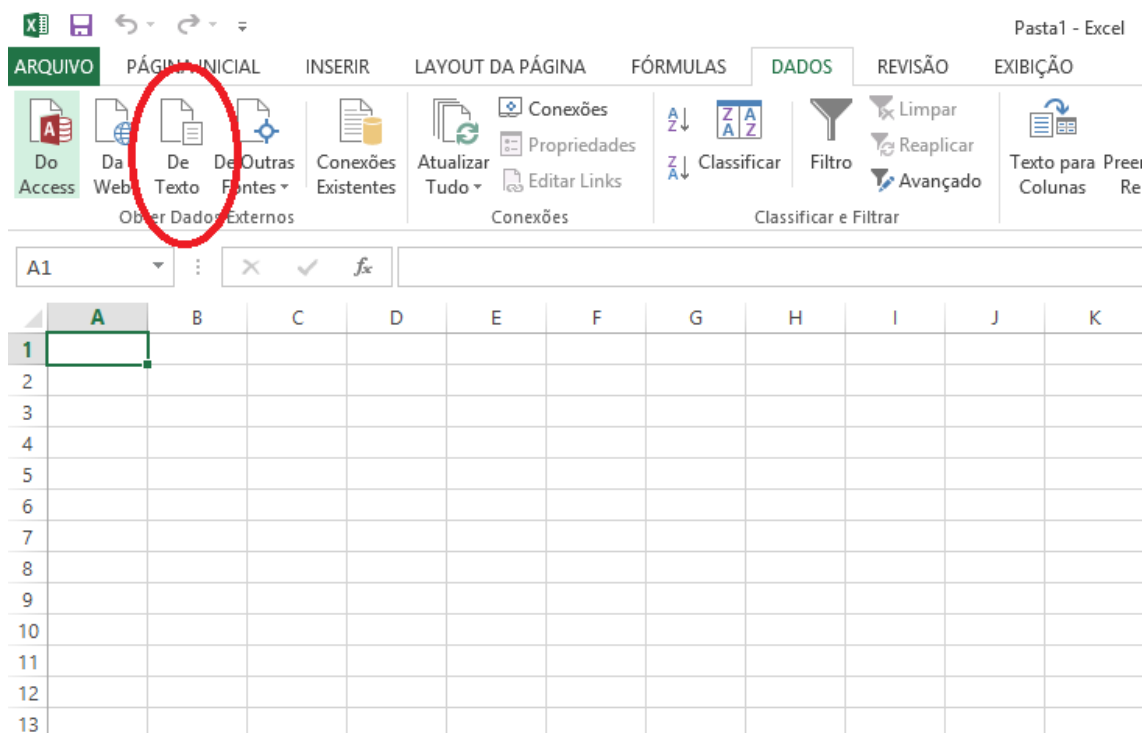 Pasta1 - Excel
ARQUIVO PÁGINA INICIAL INSERIR LAYOUT DA PÁGINA FÓRMULAS DADOS REVISÃO EXIBIÇÃO
Do Access
Da Web
De Texto
De Outras Fontes
Conexões Existentes
Obter Dados Externos
Atualizar Tudo
Conexões
Propriedades
Editar Links
Conexões
Classificar
Filtro
Limpar
Reaplicar
Avançado
Classificar e Filtrar
Texto para Colunas
Preen
Re
A1 fx
A B C D E F G H I J K
1
2
3
4
5
6
7
8
9
10
11
12
13